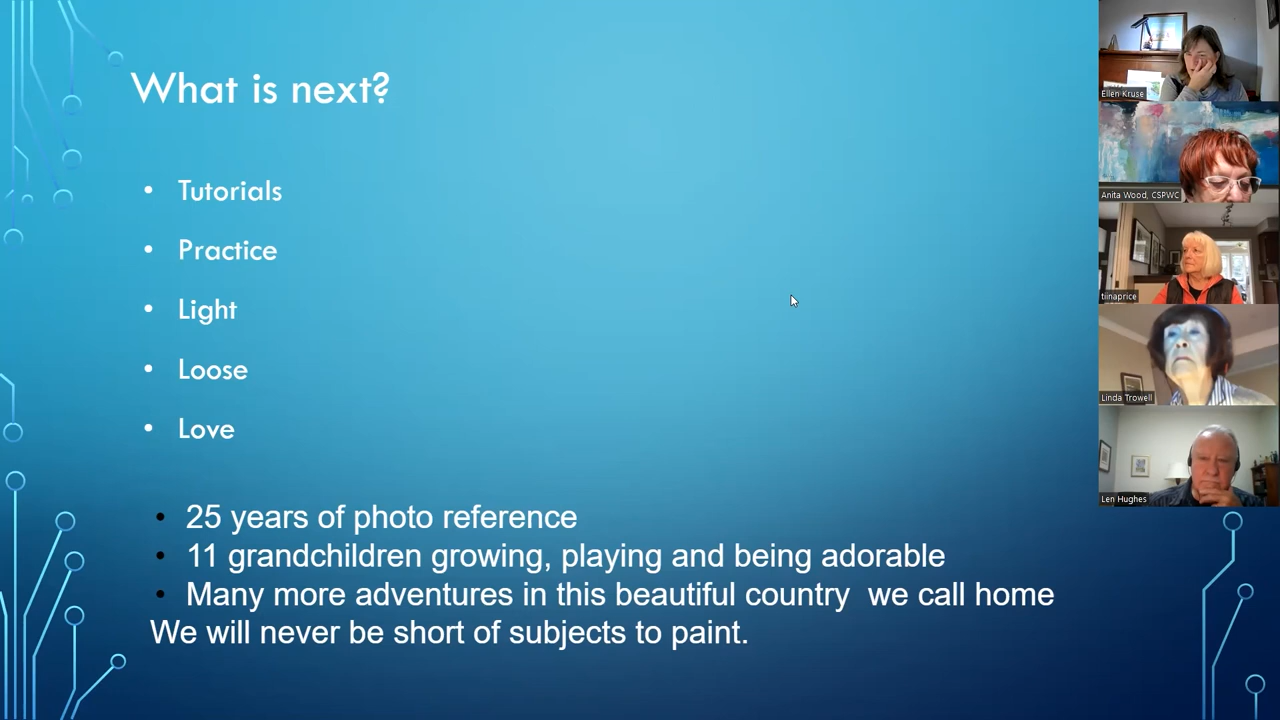 What is next?
• Tutorials
• Practice
• Light
• Loose
• Love
• 25 years of photo reference
• 11 grandchildren growing, playing and being adorable
• Many more adventures in this beautiful country  we call home
We will never be short of subjects to paint.
Ellen Kruse
Anita Wood, CSPWC
tiinaprice
Linda Trowell
Len Hughes